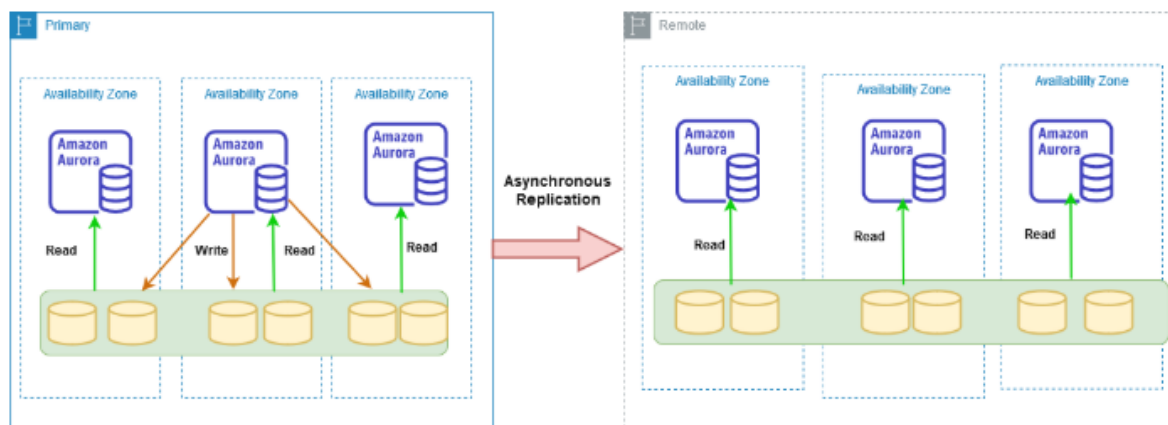 Primary
Remote
Availability Zone
Availability Zone
Availability Zone
Availability Zone
Availability Zone
Availability Zone
Amazon
Aurora
Amazon
Aurora
Amazon
Aurora
Amazon
Aurora
Amazon
Aurora
Amazon
Aurora
Asynchronous
Replication
Read
Write
Read
Read
Read
Read
Read